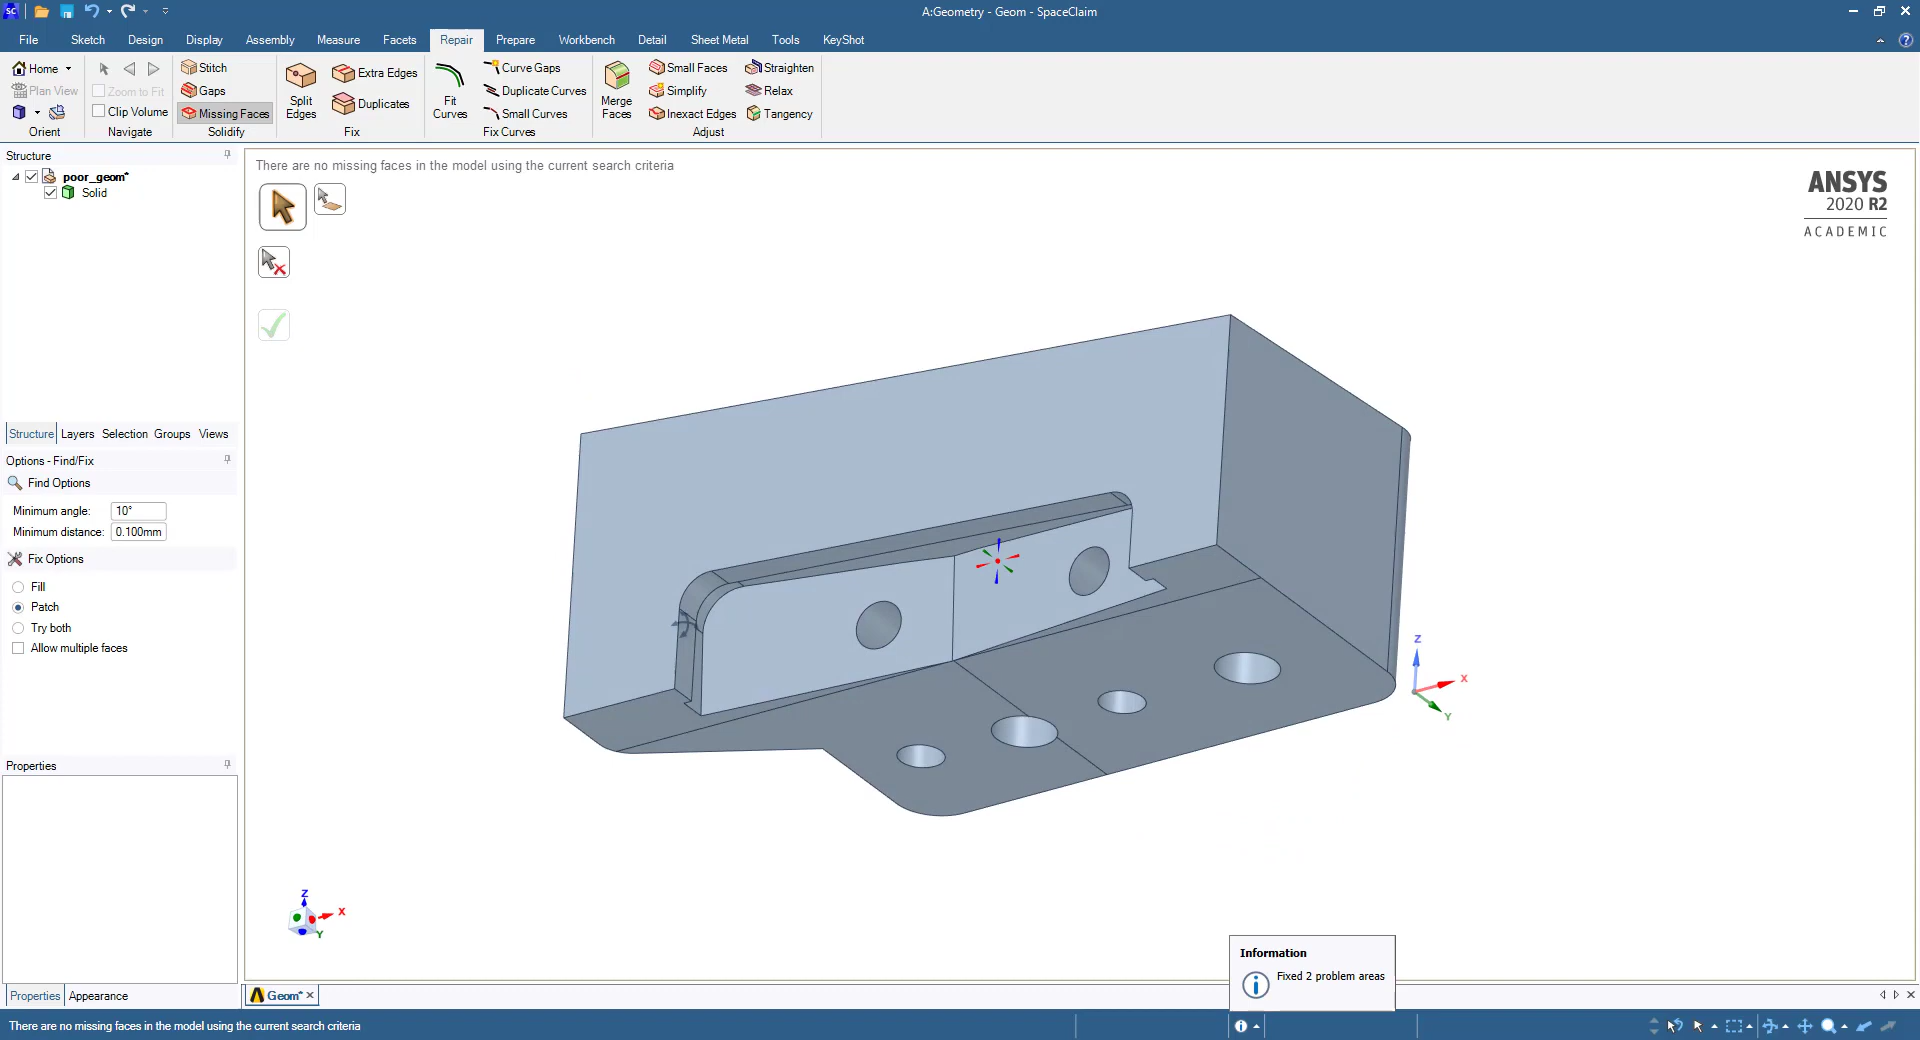 SC
A:Geometry - Geom - SpaceClaim
File Sketch Design Display Assembly Measure Facets Repair Prepare Workbench Detail Sheet Metal Tools KeyShot
Home
Plan View
Orient
Zoom to Fit
Clip Volume
Navigate
Stitch
Gaps
Missing Faces
Solidify
Split
Edges
Extra Edges
Duplicates
Fix
Fit
Curves
Curve Gaps
Duplicate Curves
Small Curves
Fix Curves
Merge
Faces
Small Faces
Simplify
Inexact Edges
Straighten
Relax
Tangency
Adjust
Structure
poor_geom*
Solid
Structure Layers Selection Groups Views
Options - Find/Fix
Find Options
Minimum angle: 10°
Minimum distance: 0.100mm
Fix Options
Fill
Patch
Try both
Allow multiple faces
Properties
Properties Appearance
There are no missing faces in the model using the current search criteria
ANSYS
2020 R2
ACADEMIC
Z
X
Y
Z
X
Y
Information
Fixed 2 problem areas
Geom*
There are no missing faces in the model using the current search criteria